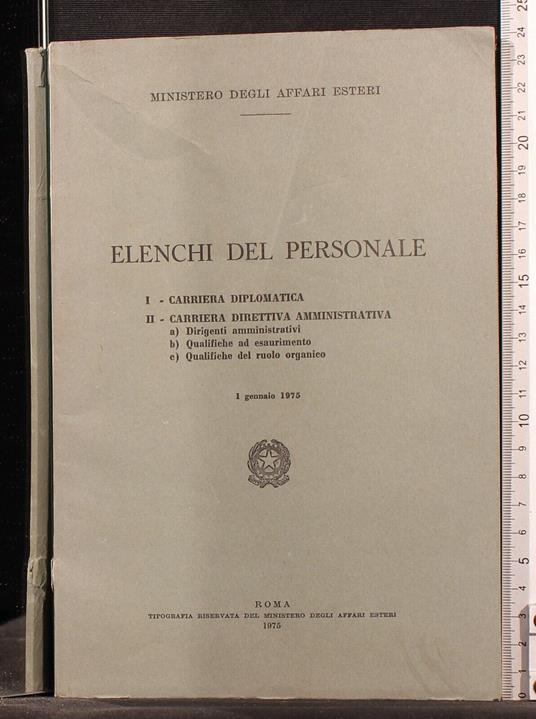 MINISTERO DEGLI AFFARI ESTERI
ELENCHI DEL PERSONALE
I - CARRIERA DIPLOMATICA
II - CARRIERA DIRETTIVA AMMINISTRATIVA
a) Dirigenti amministrativi
b) Qualifiche ad esaurimento
c) Qualifiche del ruolo organico
1 gennaio 1975
ROMA
TIPOGRAFIA RISERVATA DEL MINISTERO DEGLI AFFARI ESTERI
1975
25
24
23
22
21
20
19
18
17
16
15
14
13
12
11
10
9
8
7
6
5
4
3
2
1
0